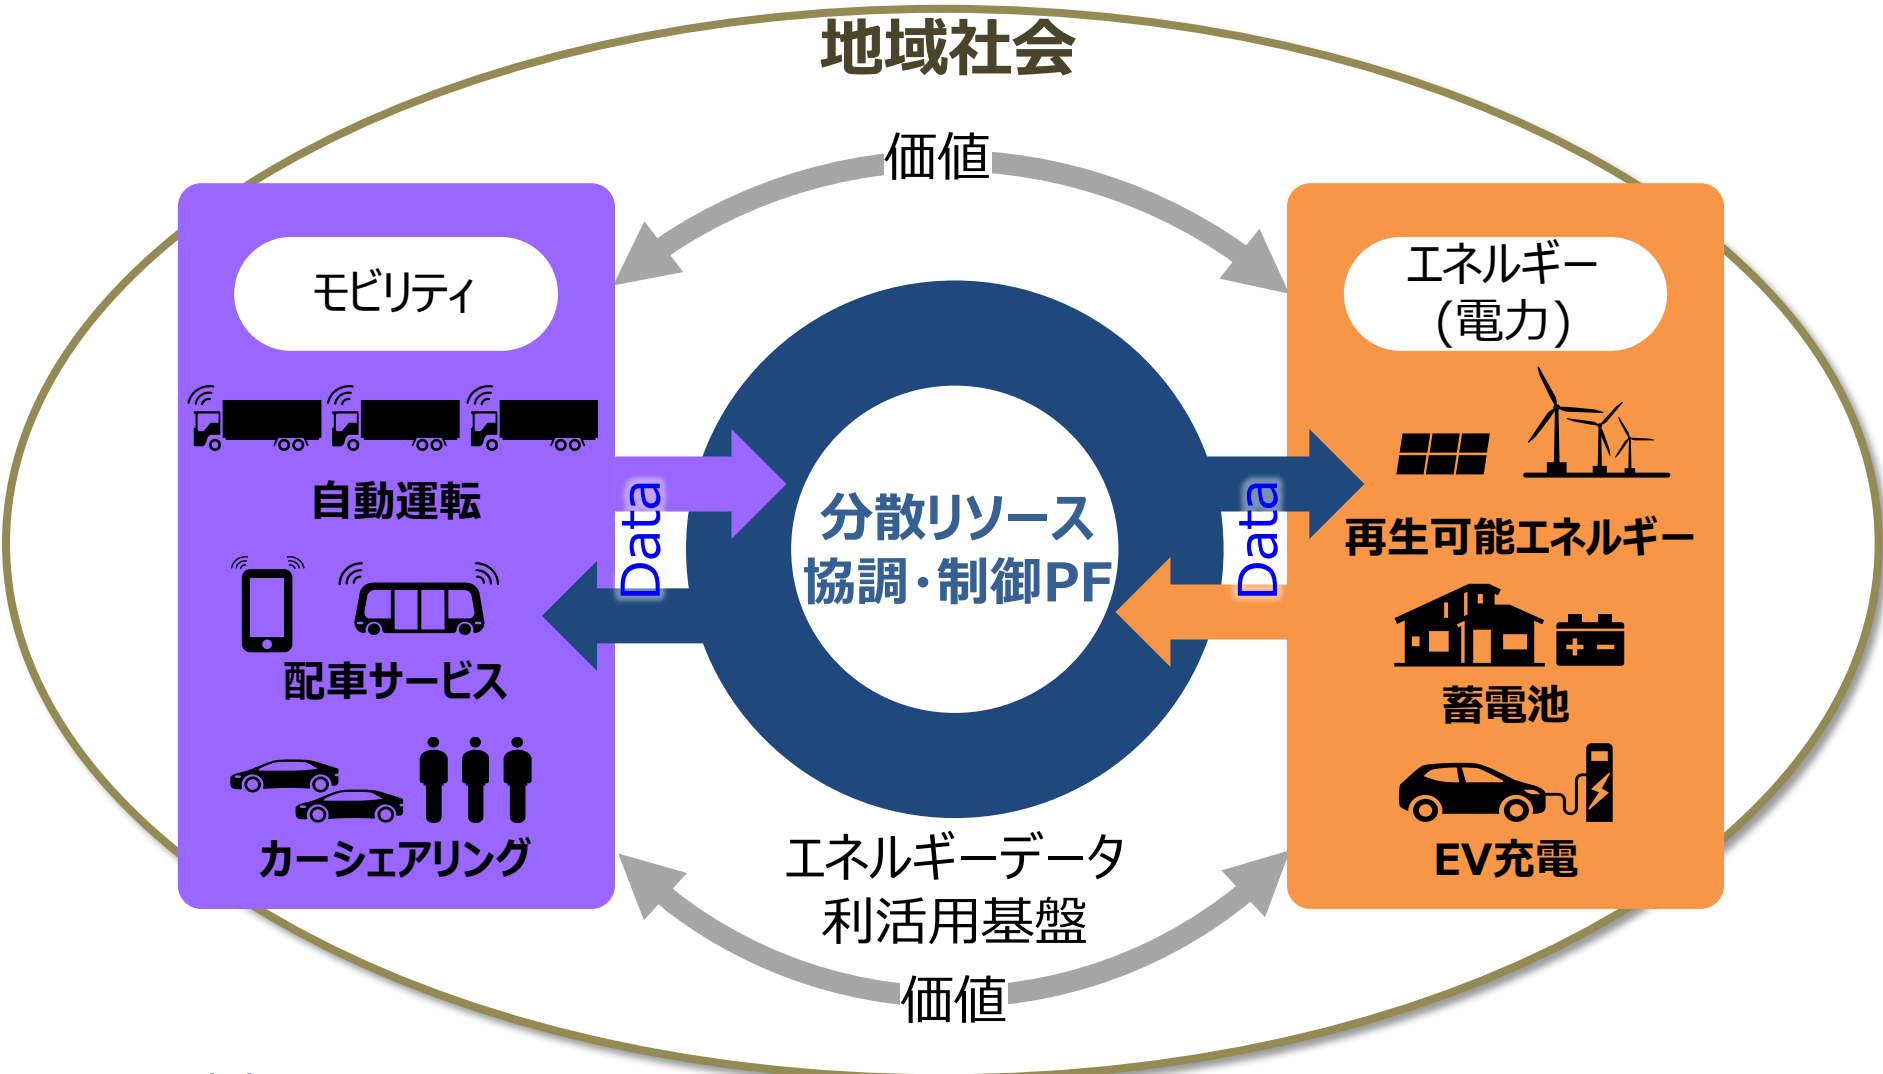 地域社会
価値
モビリティ
自動運転
配車サービス
カーシェアリング
Data
分散リソース
協調・制御PF
Data
エネルギー
(電力)
再生可能エネルギー
蓄電池
EV充電
エネルギーデータ
利活用基盤
価値